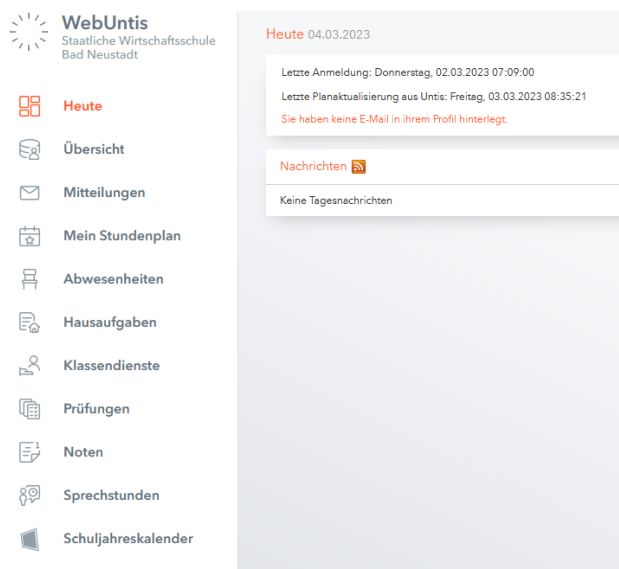 WebUntis
Staatliche Wirtschaftsschule
Bad Neustadt
Heute
Übersicht
Mitteilungen
Mein Stundenplan
Abwesenheiten
Hausaufgaben
Klassendienste
Prüfungen
Noten
Sprechstunden
Schuljahreskalender
Heute 04.03.2023
Letzte Anmeldung: Donnerstag, 02.03.2023 07:09:00
Letzte Planaktualisierung aus Untis: Freitag, 03.03.2023 08:35:21
Sie haben keine E-Mail in ihrem Profil hinterlegt.
Nachrichten
Keine Tagesnachrichten